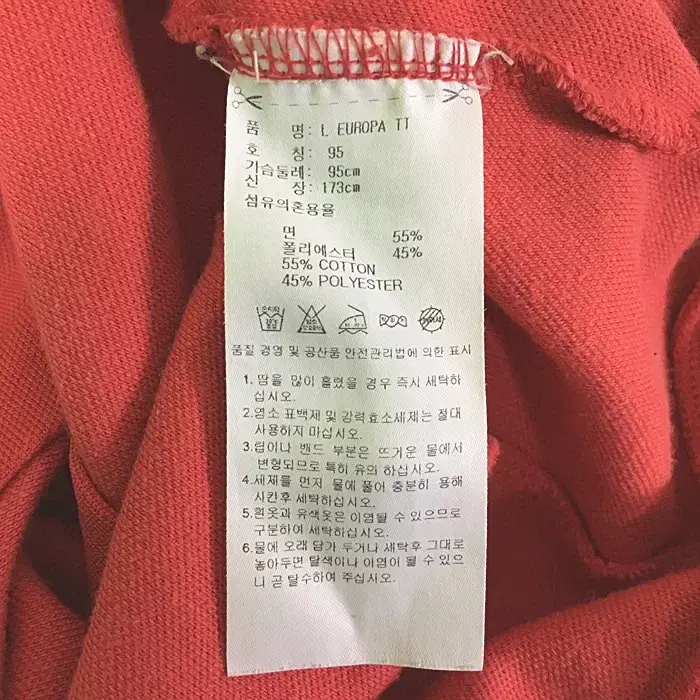 품 명: L EUROPA TT
호 칭: 95
가슴둘레: 95cm
신 장: 173cm
섬유의혼용율
면 55%
폴리에스터 45%
55% COTTON
45% POLYESTER
품질 경영 및 공산품 안전관리법에 의한 표시
1.땀을 많이 흘렸을 경우 즉시 세탁하
십시오.
2.염소 표백제 및 강력효소세제는 절대
사용하지 마십시오.
3.립이나 밴드 부분은 뜨거운 물에서
변형되므로 특히 유의 하십시오.
4.세제를 먼저 물에 풀어 충분히 용해
시킨후 세탁하십시오.
5.흰옷과 유색옷은 이염될 수 있으므로
구분하여 세탁하십시오.
6.물에 오래 담가 두거나 세탁후 그대로
놓아두면 탈색이나 이염이 될 수 있으
니 곧 탈수하여 주십시오.